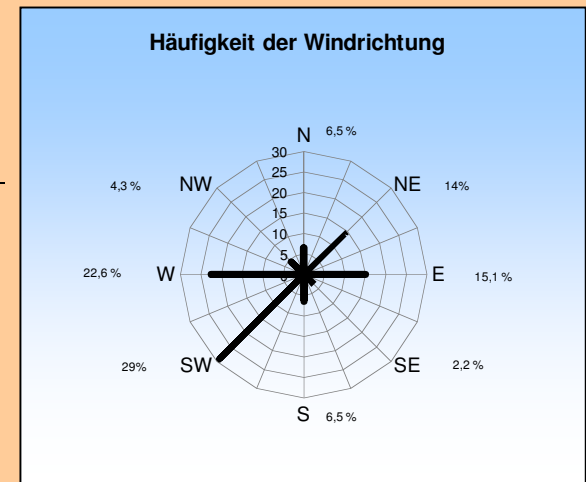 Häufigkeit der Windrichtung
N 6,5 %
30
25
20
15
10
5
0
4,3 % NW
NE 14%
22,6 % W
E 15,1 %
29% SW
SE 2,2 %
S 6,5 %